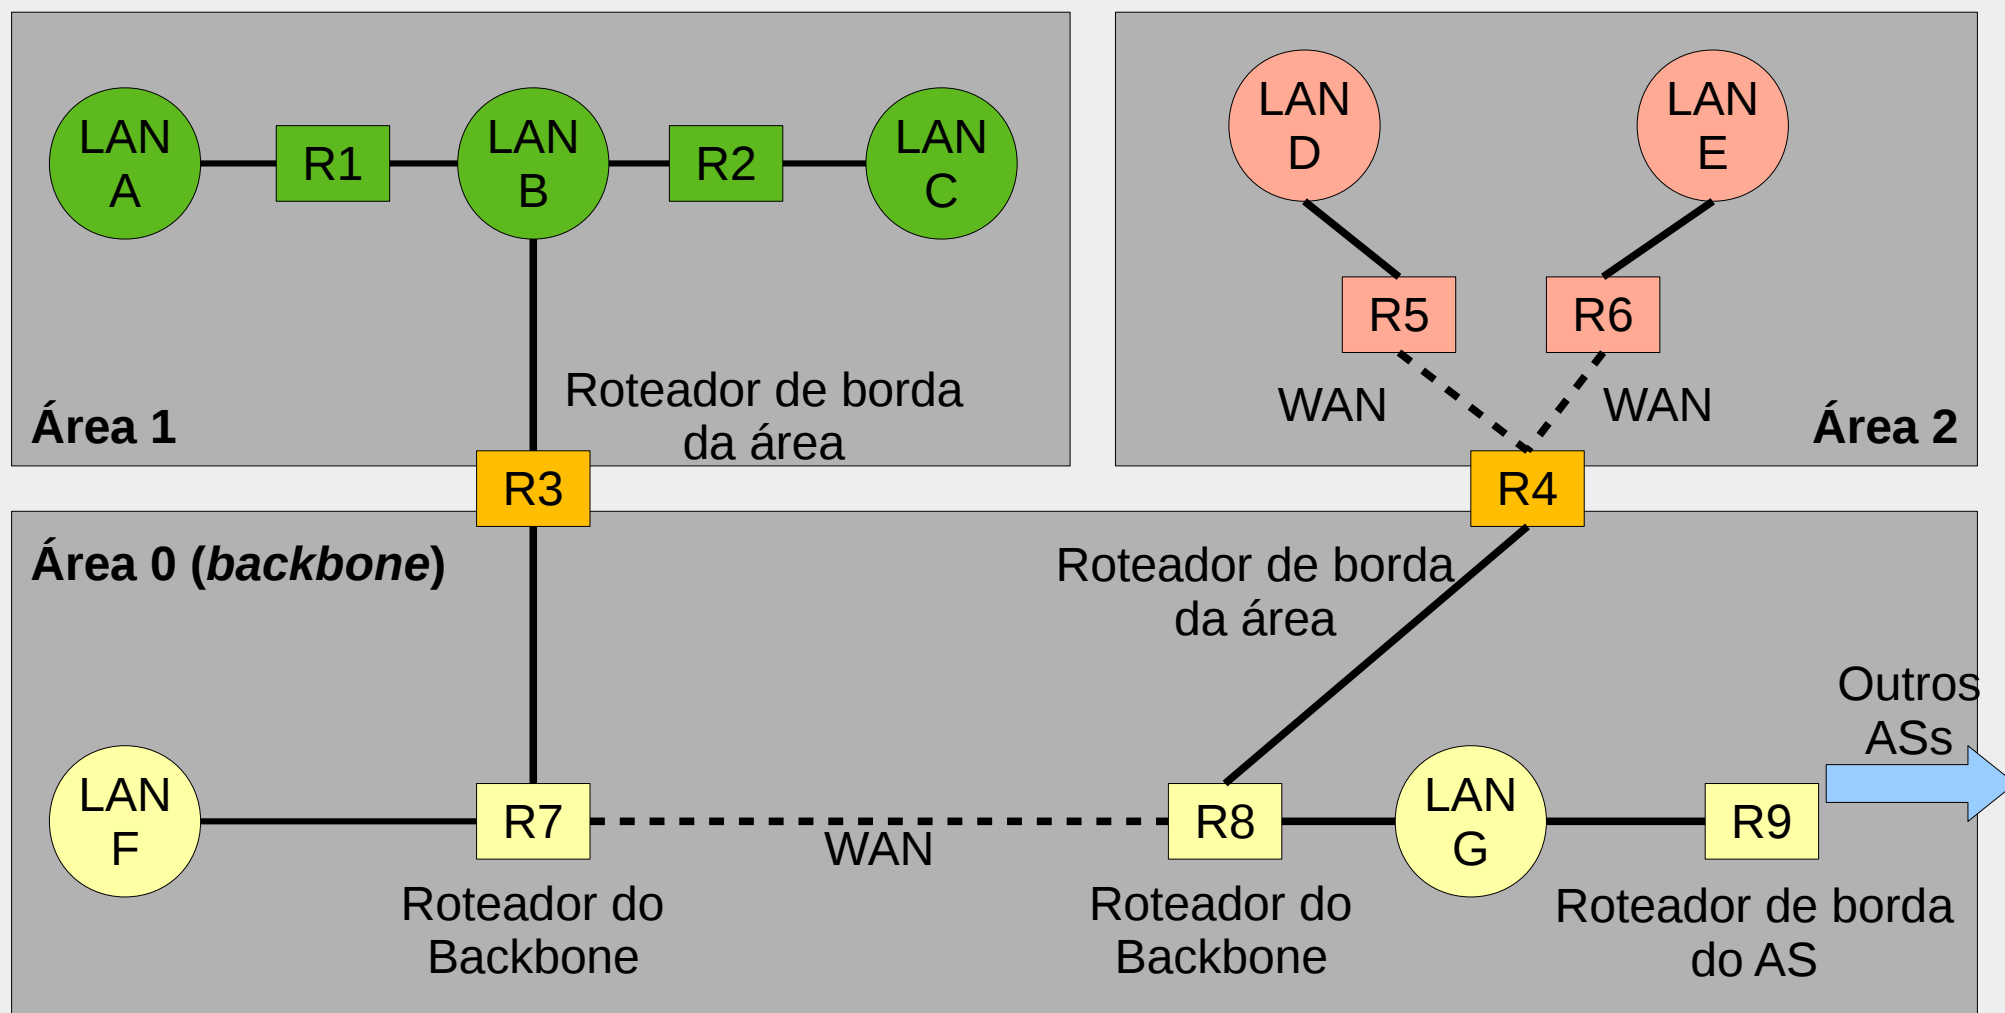 LAN
A
R1
LAN
B
R2
LAN
C
Roteador de borda
da área
Área 1
LAN
D
LAN
E
R5
R6
WAN
WAN
Área 2
R3
R4
Área 0 (backbone)
Roteador de borda
da área
Outros
ASs
LAN
F
R7
WAN
R8
LAN
G
R9
Roteador do
Backbone
Roteador do
Backbone
Roteador de borda
do AS